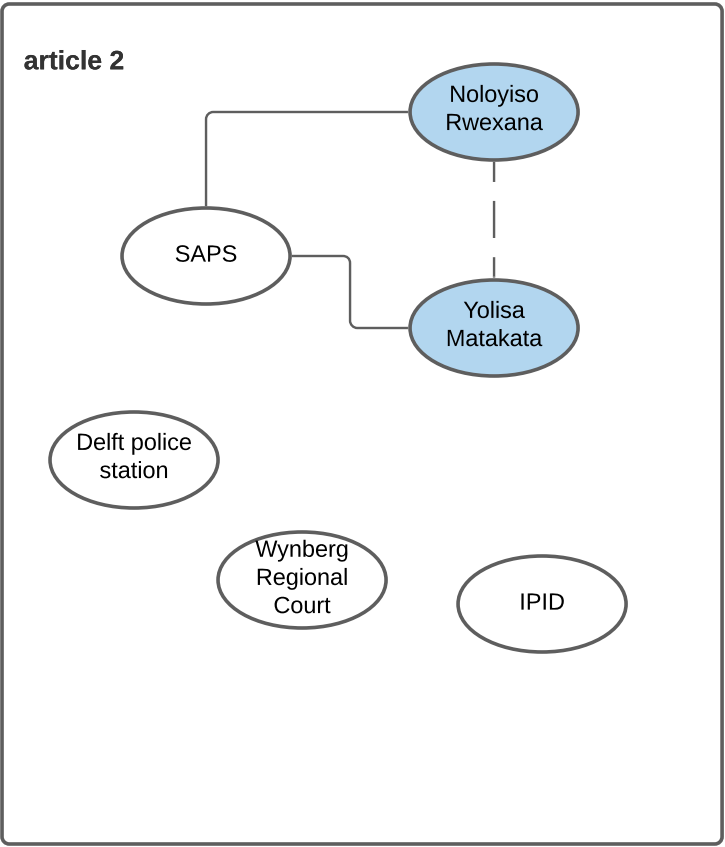 article 2
Noloyiso
Rwexana
SAPS
Yolisa
Matakata
Delft police
station
Wynberg
Regional
Court
IPID